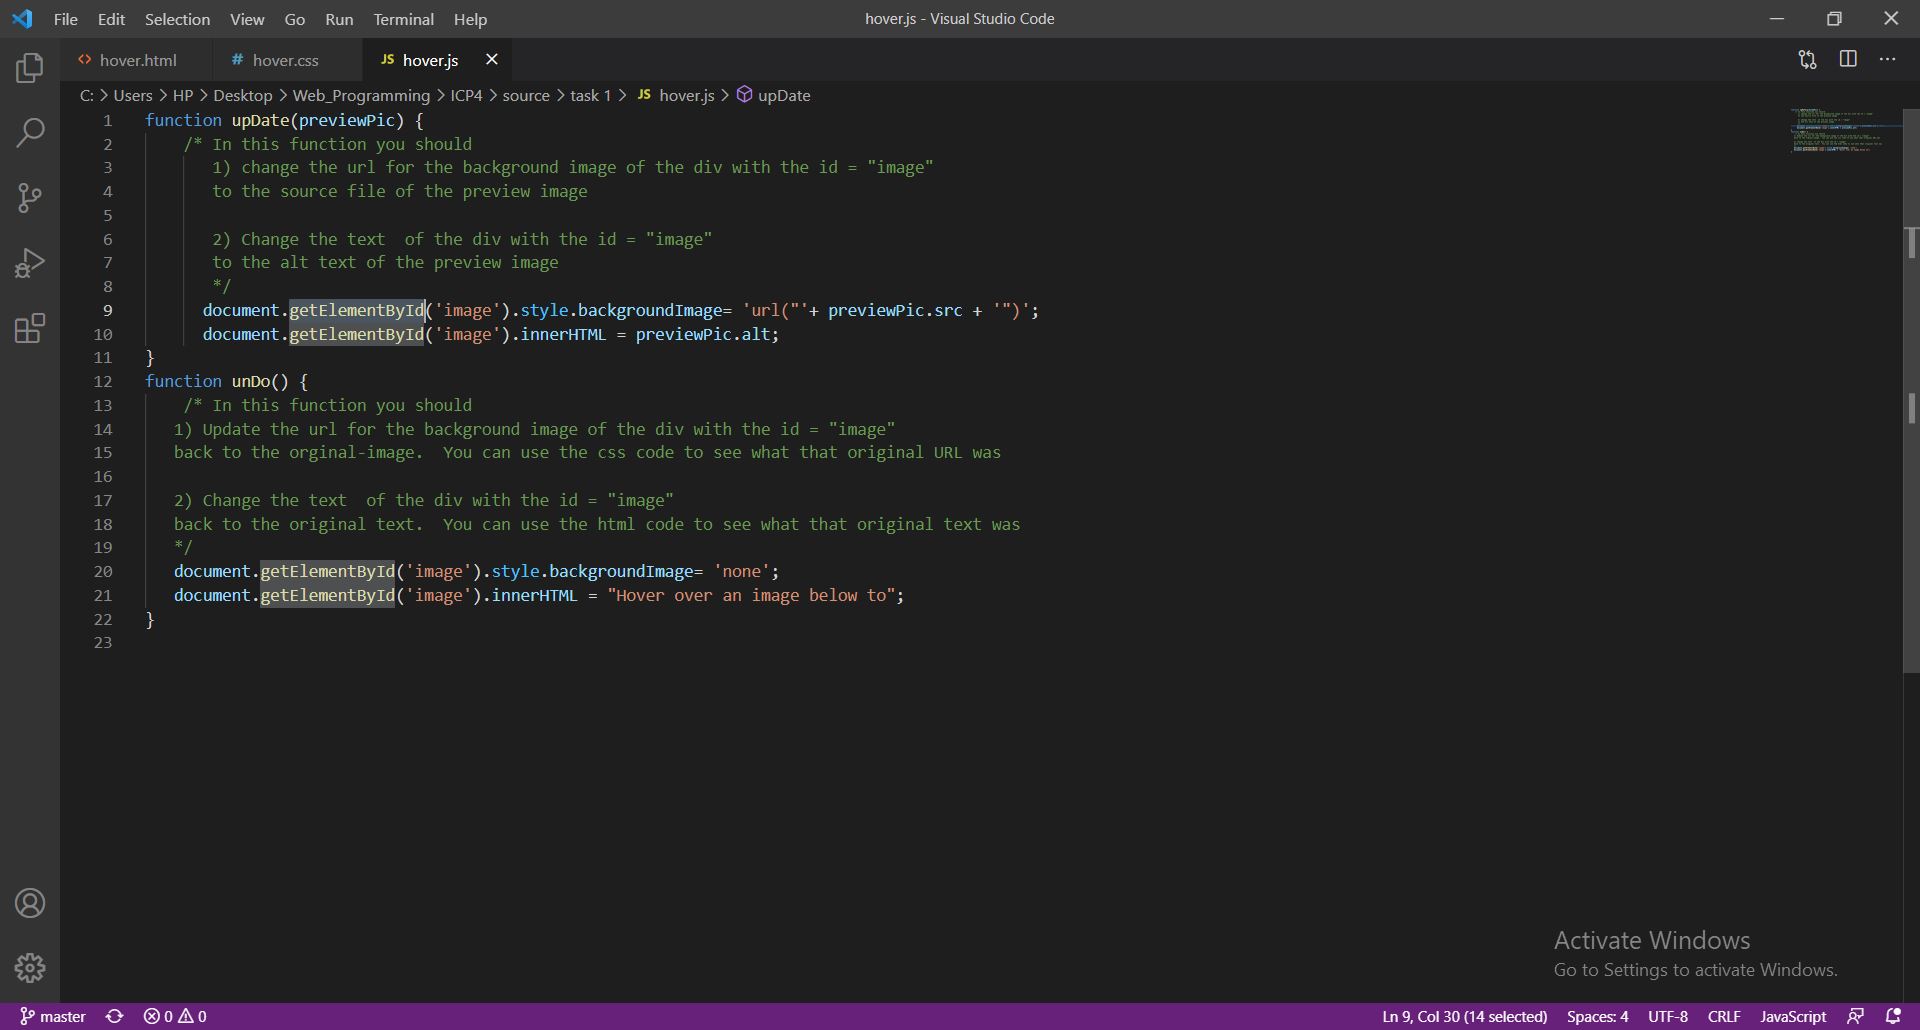 File Edit Selection View Go Run Terminal Help hover.js - Visual Studio Code
hover.html hover.css JS hover.js
C: > Users > HP > Desktop > Web_Programming > ICP4 > source > task 1 > JS hover.js > upDate
1 function upDate(previewPic) {
2 /* In this function you should
3 1) change the url for the background image of the div with the id = "image"
4 to the source file of the preview image
5
6 2) Change the text  of the div with the id = "image"
7 to the alt text of the preview image
8 */
9 document.getElementById('image').style.backgroundImage= 'url("'+ previewPic.src + '")';
10 document.getElementById('image').innerHTML = previewPic.alt;
11 }
12 function unDo() {
13 /* In this function you should
14 1) Update the url for the background image of the div with the id = "image"
15 back to the orginal-image.  You can use the css code to see what that original URL was
16
17 2) Change the text  of the div with the id = "image"
18 back to the original text.  You can use the html code to see what that original text was
19 */
20 document.getElementById('image').style.backgroundImage= 'none';
21 document.getElementById('image').innerHTML = "Hover over an image below to";
22 }
23
Activate Windows
Go to Settings to activate Windows.
master 0 0 Ln 9, Col 30 (14 selected) Spaces: 4 UTF-8 CRLF JavaScript